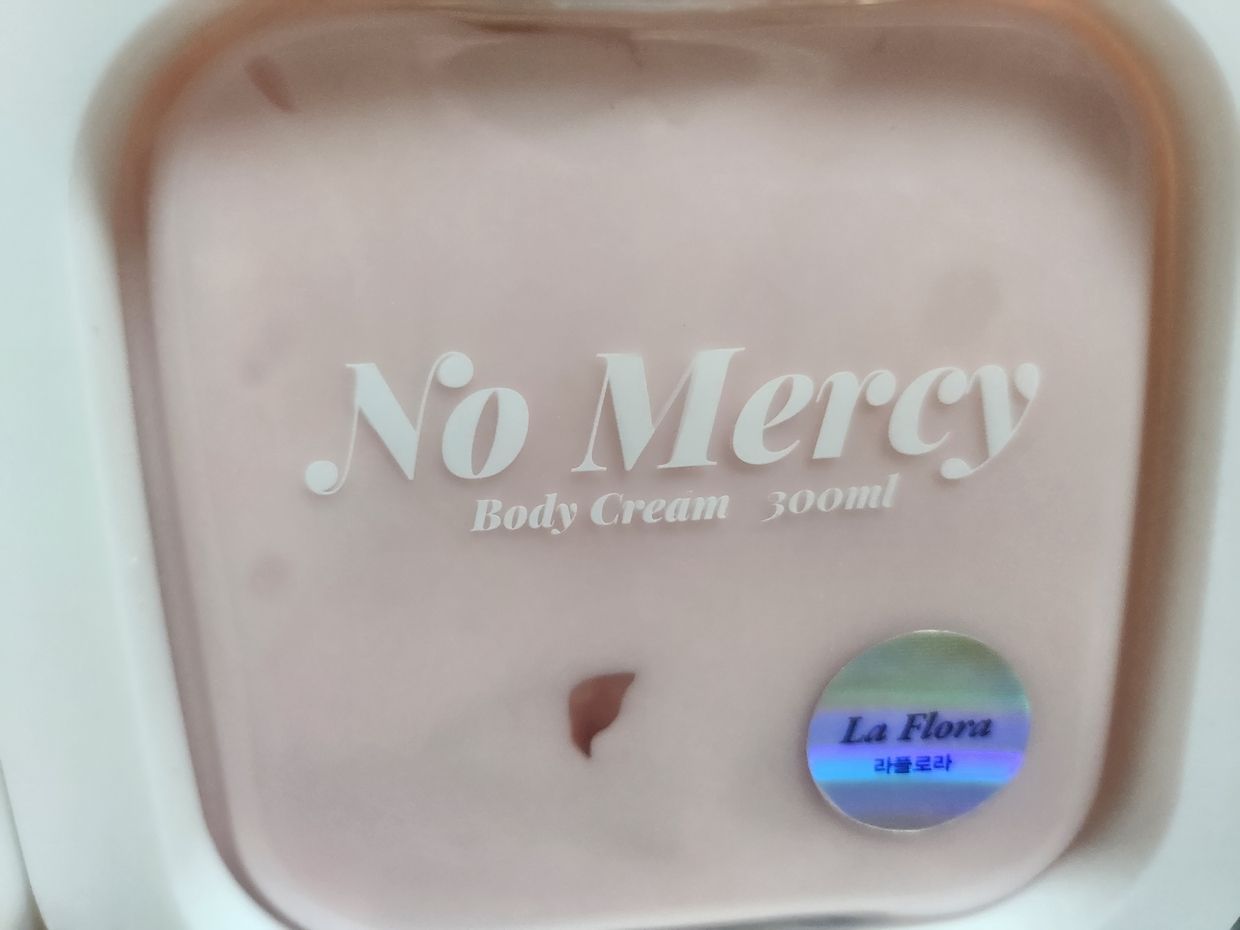 No Mercy
Body Cream 300ml
La Flora
라플로라